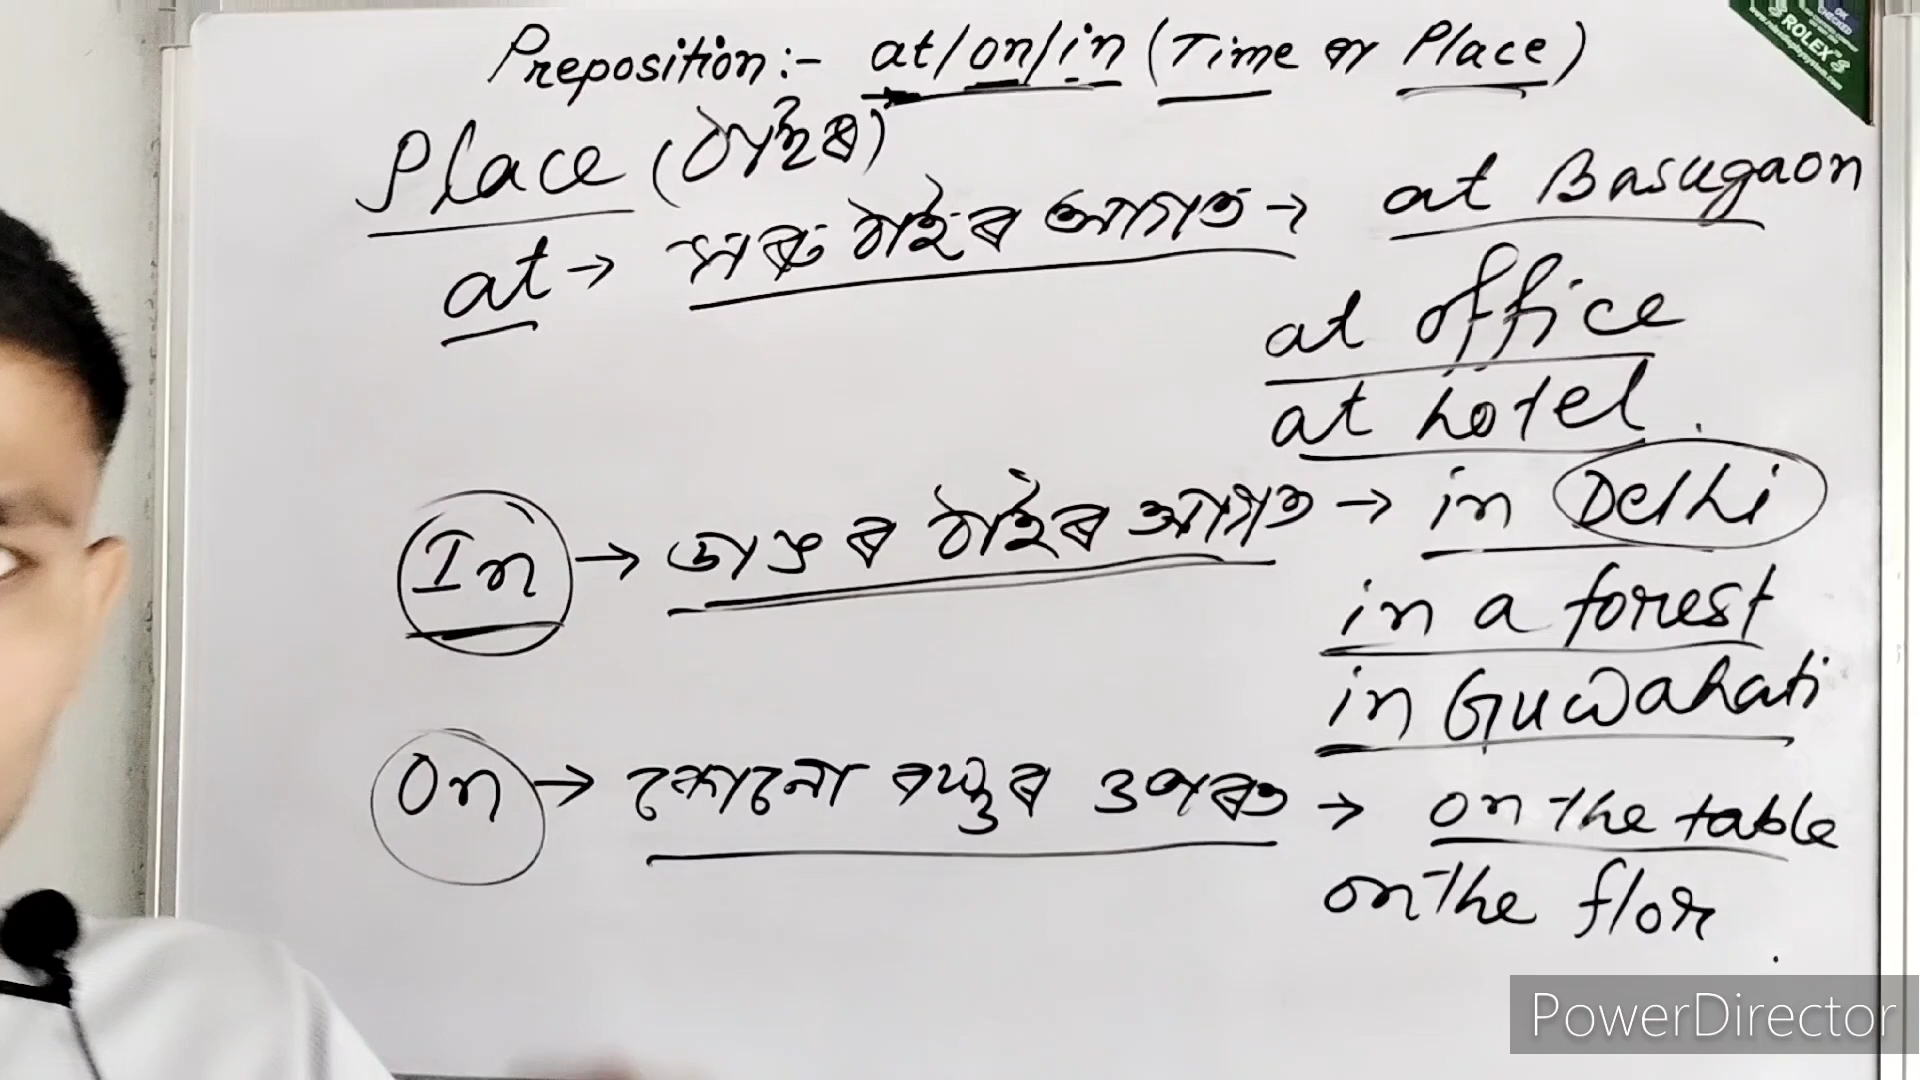 Preposition:- at/on/in (Time or Place)
Place (ঠাইৰ)
at → সৰু ঠাইৰ আগত → at Basugaon
at office
at hotel.
In → ডাঙৰ ঠাইৰ আগত → in Delhi
in a forest
in Guwahati
On → কোনো বস্তুৰ ওপৰত → on the table
on the flor
ROLEX
PowerDirector